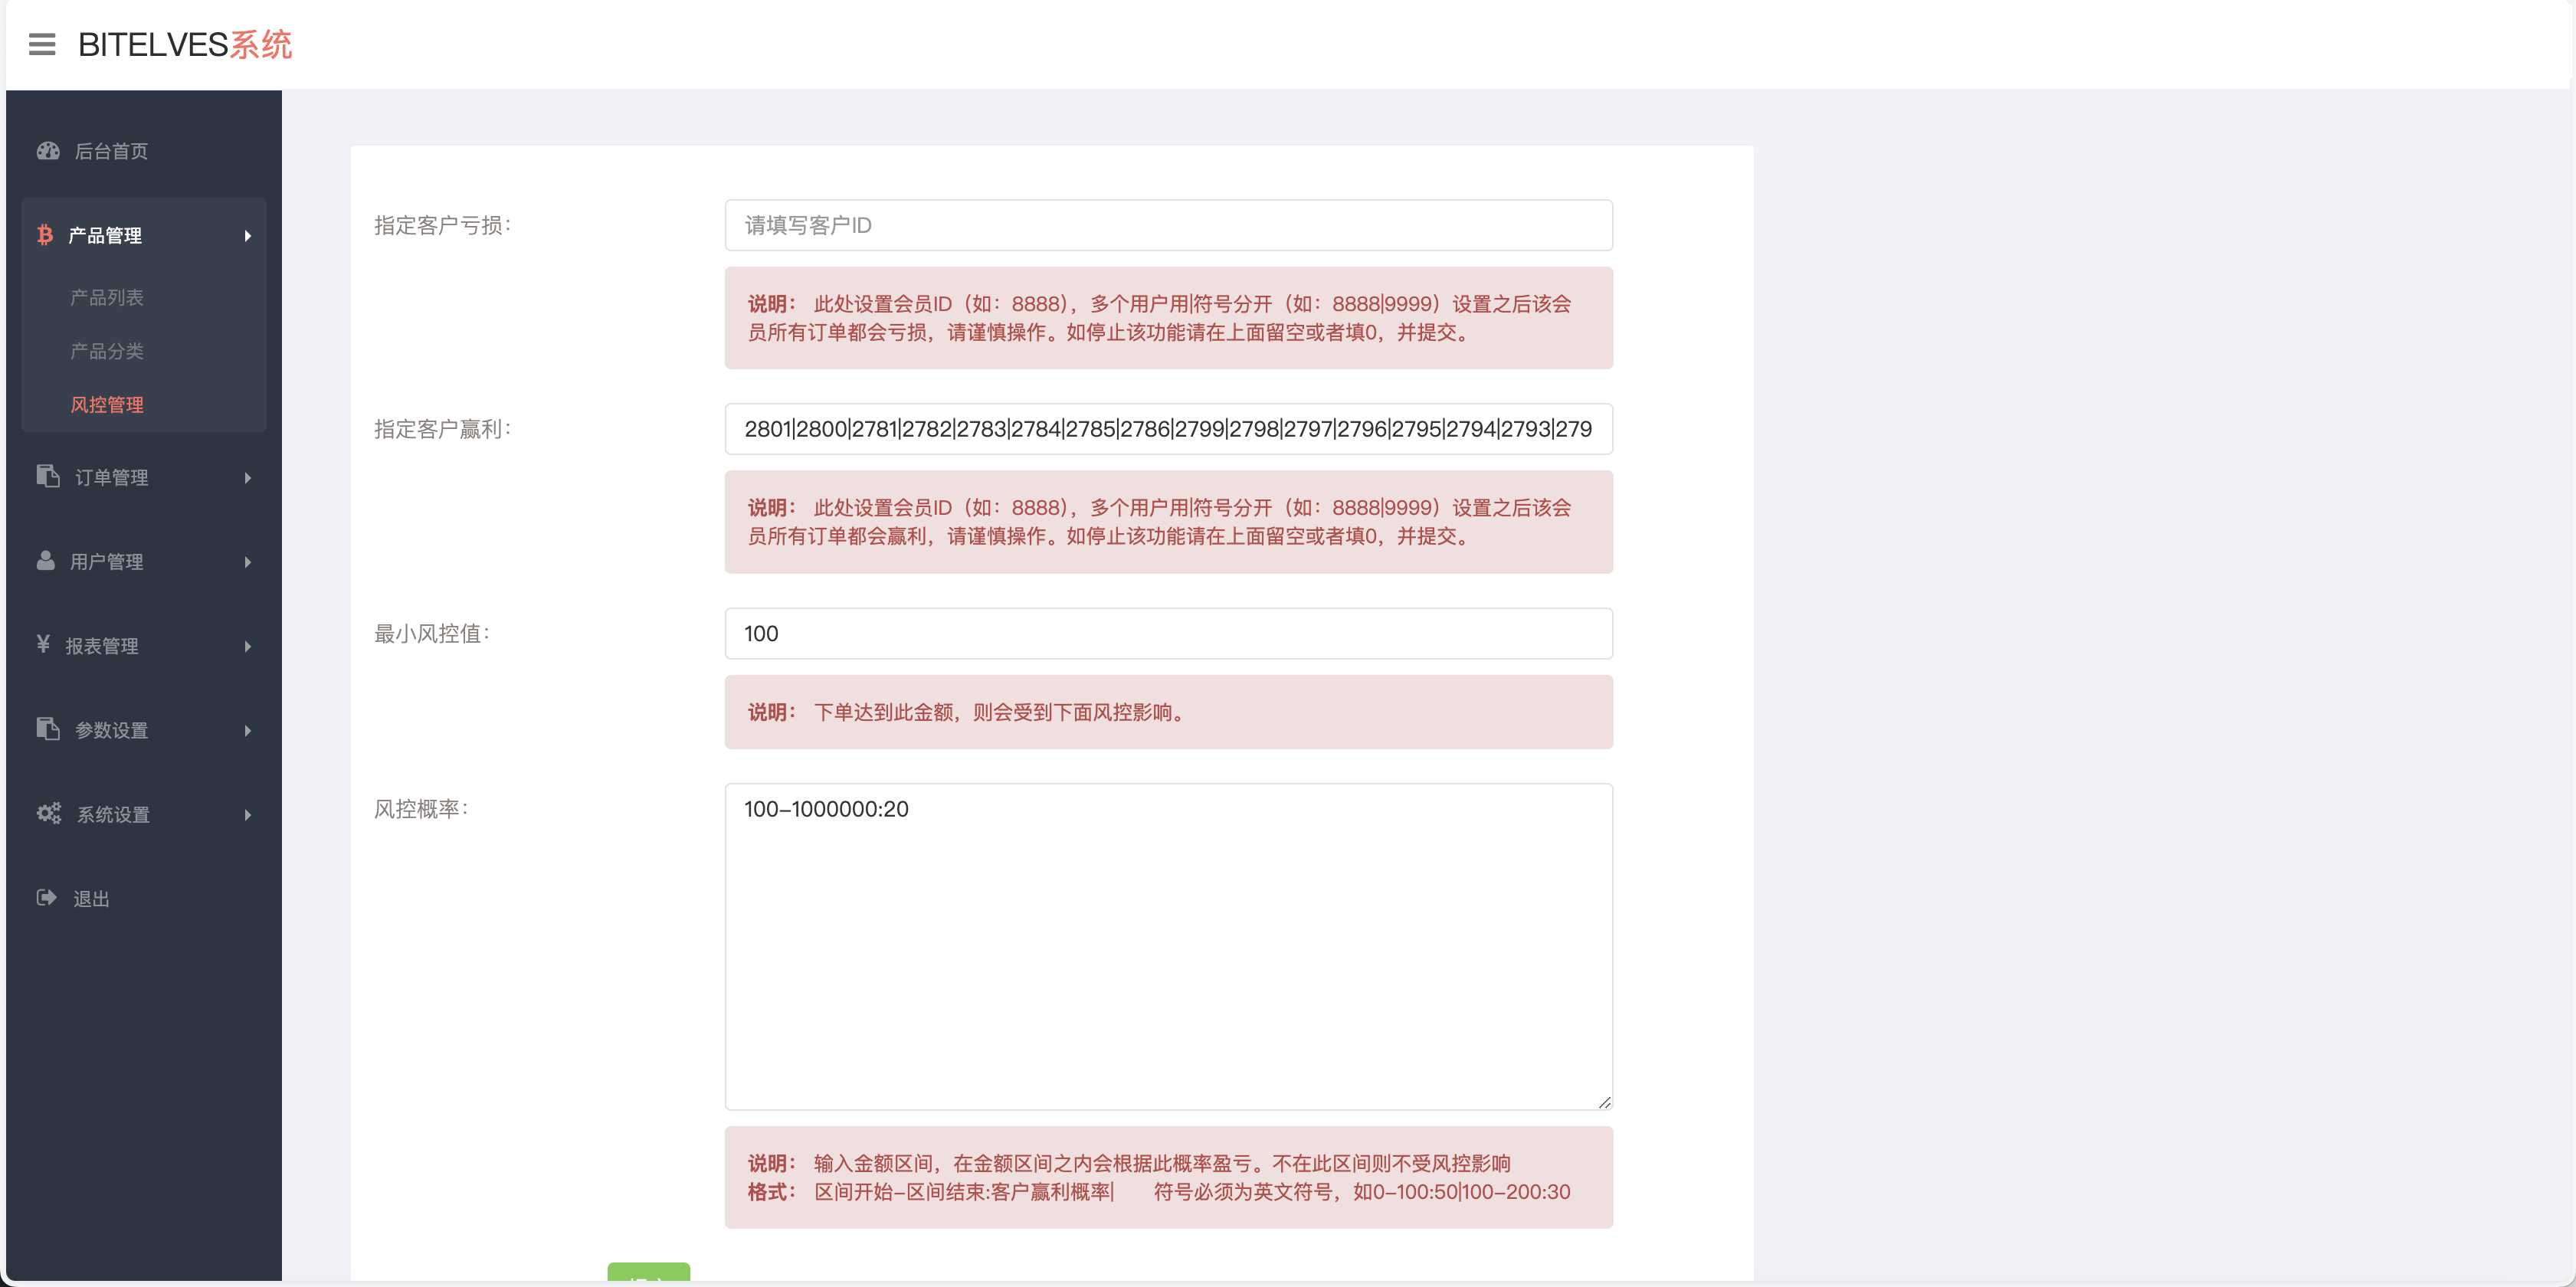 BITELVES系统
后台首页
产品管理
产品列表
产品分类
风控管理
订单管理
用户管理
¥ 报表管理
参数设置
系统设置
退出
指定客户亏损:
请填写客户ID
说明： 此处设置会员ID（如：8888），多个用户用|符号分开（如：8888|9999）设置之后该会
员所有订单都会亏损，请谨慎操作。如停止该功能请在上面留空或者填0，并提交。
指定客户赢利:
2801|2800|2781|2782|2783|2784|2785|2786|2799|2798|2797|2796|2795|2794|2793|279
说明： 此处设置会员ID（如：8888），多个用户用|符号分开（如：8888|9999）设置之后该会
员所有订单都会赢利，请谨慎操作。如停止该功能请在上面留空或者填0，并提交。
最小风控值:
100
说明： 下单达到此金额，则会受到下面风控影响。
风控概率:
100-1000000:20
说明： 输入金额区间，在金额区间之内会根据此概率盈亏。不在此区间则不受风控影响
格式： 区间开始-区间结束:客户赢利概率| 符号必须为英文符号，如0-100:50|100-200:30